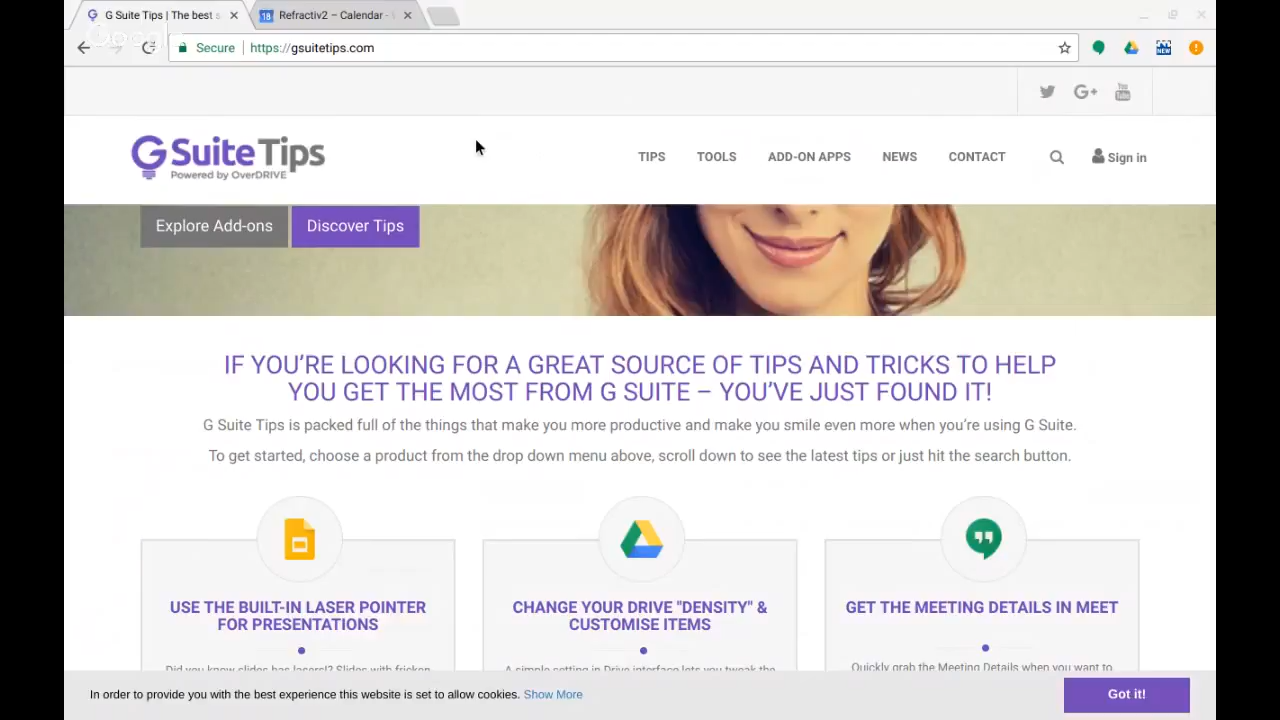 G Suite Tips | The best s
Refractiv2 – Calendar -
Google
Secure
https://gsuitetips.com
You
Tube
G Suite Tips
Powered by OverDRIVE
TIPS
TOOLS
ADD-ON APPS
NEWS
CONTACT
Sign in
Explore Add-ons
Discover Tips
IF YOU'RE LOOKING FOR A GREAT SOURCE OF TIPS AND TRICKS TO HELP
YOU GET THE MOST FROM G SUITE – YOU'VE JUST FOUND IT!
G Suite Tips is packed full of the things that make you more productive and make you smile even more when you're using G Suite.
To get started, choose a product from the drop down menu above, scroll down to see the latest tips or just hit the search button.
USE THE BUILT-IN LASER POINTER
FOR PRESENTATIONS
CHANGE YOUR DRIVE "DENSITY" &
CUSTOMISE ITEMS
GET THE MEETING DETAILS IN MEET
Did you know slides has lasers!? Slides with friken
A simple setting in Drive interface lets you tweak the
Quickly grab the Meeting Details when you want to
In order to provide you with the best experience this website is set to allow cookies. Show More
Got it!